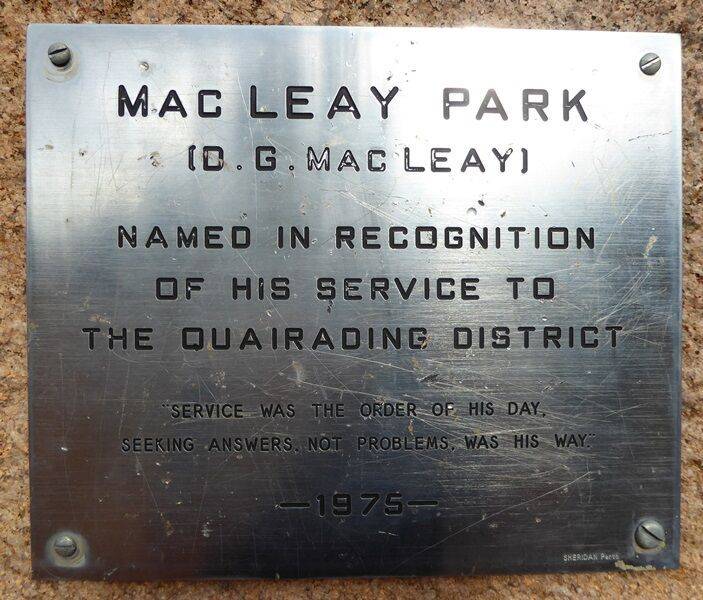 MAC LEAY PARK
(D.G. MAC LEAY)
NAMED IN RECOGNITION
OF HIS SERVICE TO
THE QUAIRADING DISTRICT
"SERVICE WAS THE ORDER OF HIS DAY,
SEEKING ANSWERS, NOT PROBLEMS, WAS HIS WAY."
—1975—
SHERIDAN Perth